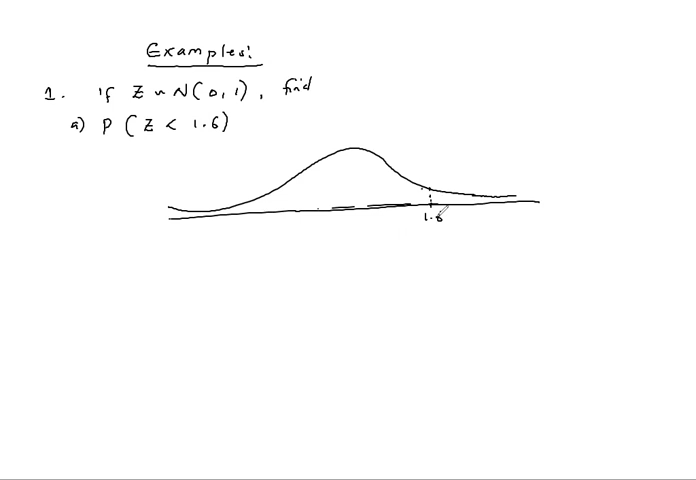 Examples:
1. If Z ~ N(0,1), find
a) P(Z < 1.6)
1.6